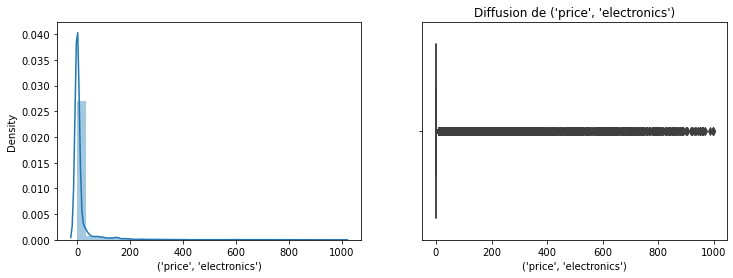 Diffusion de ('price', 'electronics')
0.040
0.035
0.030
0.025
0.020
0.015
0.010
0.005
0.000
Density
0 200 400 600 800 1000
('price', 'electronics')
0 200 400 600 800 1000
('price', 'electronics')